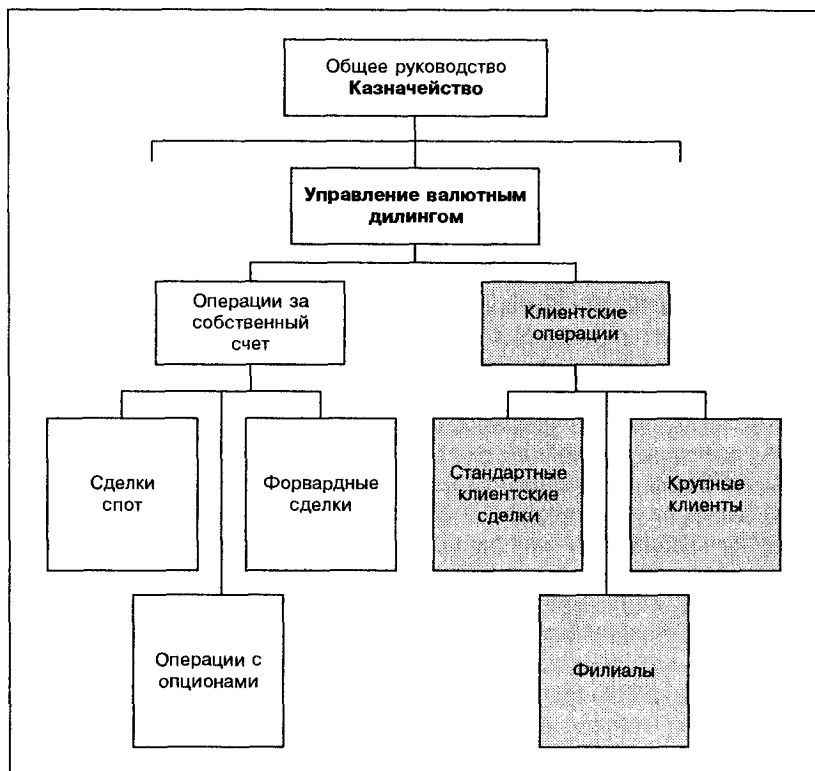 Общее руководство
Казначейство
Управление валютным
дилингом
Операции за
собственный
счет
Клиентские
операции
Сделки
спот
Форвардные
сделки
Стандартные
клиентские
сделки
Крупные
клиенты
Операции с
опционами
Филиалы